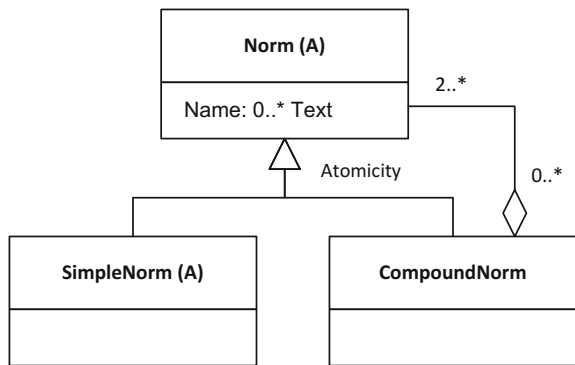 Norm (A)
Name: 0..* Text
2..*
Atomicity
0..*
SimpleNorm (A)
CompoundNorm